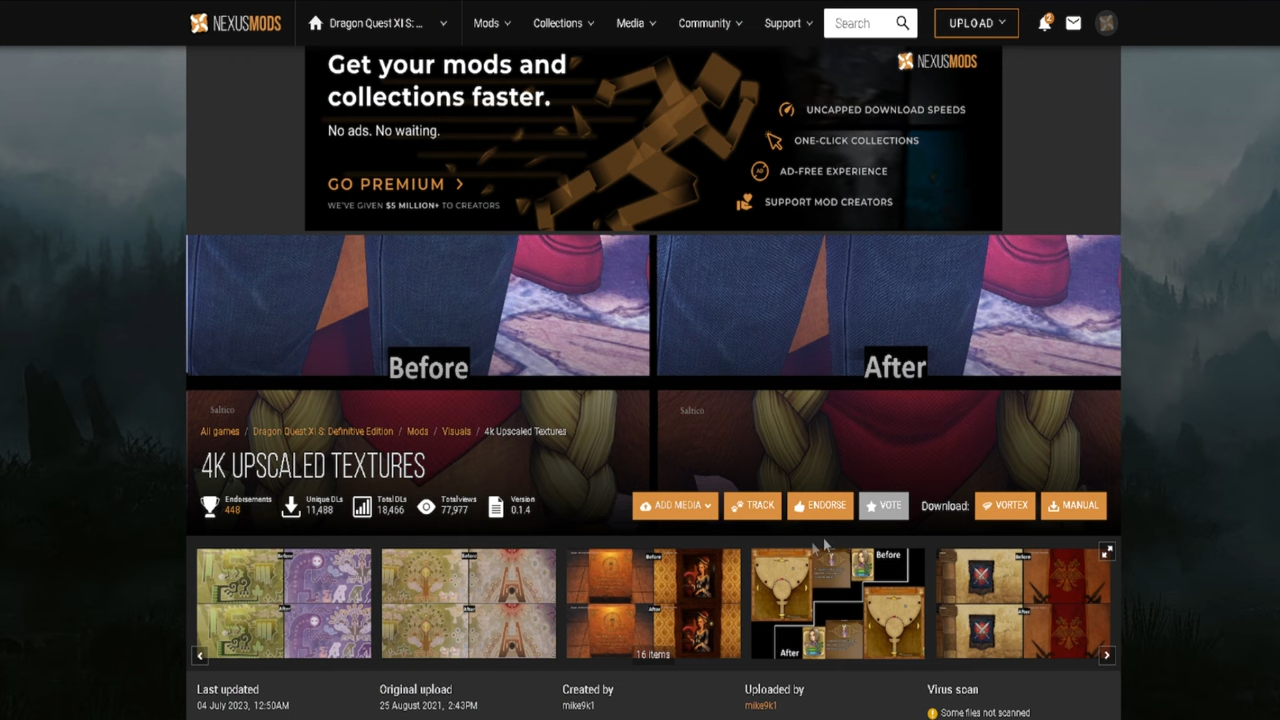 NEXUSMODS
Dragon Quest XI S: ...
Mods
Collections
Media
Community
Support
Search
UPLOAD
2
Get your mods and
collections faster.
No ads. No waiting.
GO PREMIUM
WE'VE GIVEN $5 MILLION+ TO CREATORS
NEXUSMODS
UNCAPPED DOWNLOAD SPEEDS
ONE-CLICK COLLECTIONS
AD
AD-FREE EXPERIENCE
SUPPORT MOD CREATORS
Before
After
Saltico
Saltico
All games / Dragon Quest XI S: Definitive Edition / Mods / Visuals / 4k Upscaled Textures
4K UPSCALED TEXTURES
Endorsements
448
Unique DLs
11,488
Total DLs
18,466
Total views
77,977
Version
0.1.4
ADD MEDIA
TRACK
ENDORSE
VOTE
Download:
VORTEX
MANUAL
Before
After
Before
After
Before
After
Before
After
Before
After
16 items
Last updated
04 July 2023, 12:50AM
Original upload
25 August 2021, 2:43PM
Created by
mike9k1
Uploaded by
mike9k1
Virus scan
Some files not scanned